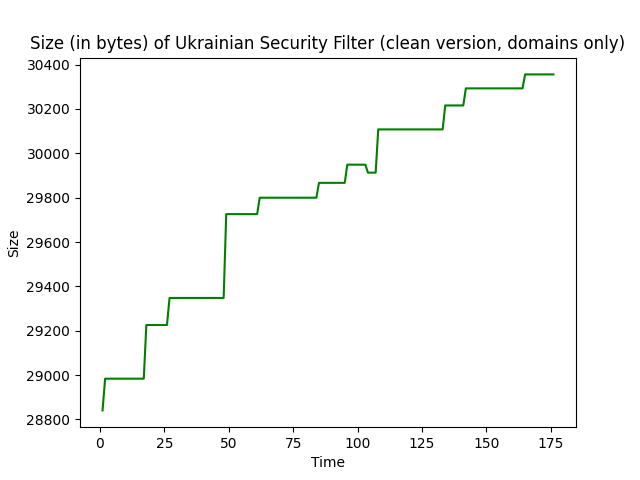 Size (in bytes) of Ukrainian Security Filter (clean version, domains only)
30400
30200
30000
29800
29600
29400
29200
29000
28800
Size
0 25 50 75 100 125 150 175
Time